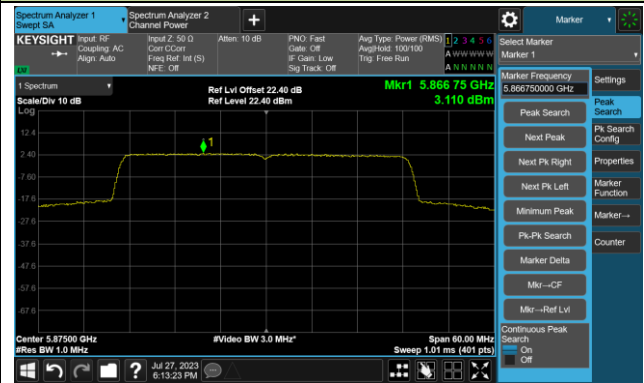 Spectrum Analyzer 1
Swept SA
Spectrum Analyzer 2
Channel Power
Marker
KEYSIGHT
Input: RF
Coupling: AC
Align: Auto
Input Z: 50 Ω
Corr CCorr
Freq Ref: Int (S)
NFE: Off
Atten: 10 dB
PNO: Fast
Gate: Off
IF Gain: Low
Sig Track: Off
Avg Type: Power (RMS)
Avg|Hold: 100/100
Trig: Free Run
1 2 3 4 5 6
A W W W W W
A N N N N N
Select Marker
Marker 1
1 Spectrum
Scale/Div 10 dB
Log
Ref Lvl Offset 22.40 dB
Ref Level 22.40 dBm
Mkr1 5.866 75 GHz
3.110 dBm
12.4
2.40
-7.60
-17.6
-27.6
-37.6
-47.6
-57.6
-67.6
1
Center 5.87500 GHz
#Res BW 1.0 MHz
#Video BW 3.0 MHz*
Span 60.00 MHz
Sweep 1.01 ms (401 pts)
Marker Frequency
5.866750000 GHz
Peak Search
Next Peak
Next Pk Right
Next Pk Left
Minimum Peak
Pk-Pk Search
Marker Delta
Mkr→CF
Mkr→Ref Lvl
Continuous Peak
Search
On
Off
Settings
Peak
Search
Pk Search
Config
Properties
Marker
Function
Marker→
Counter
Jul 27, 2023
6:13:23 PM